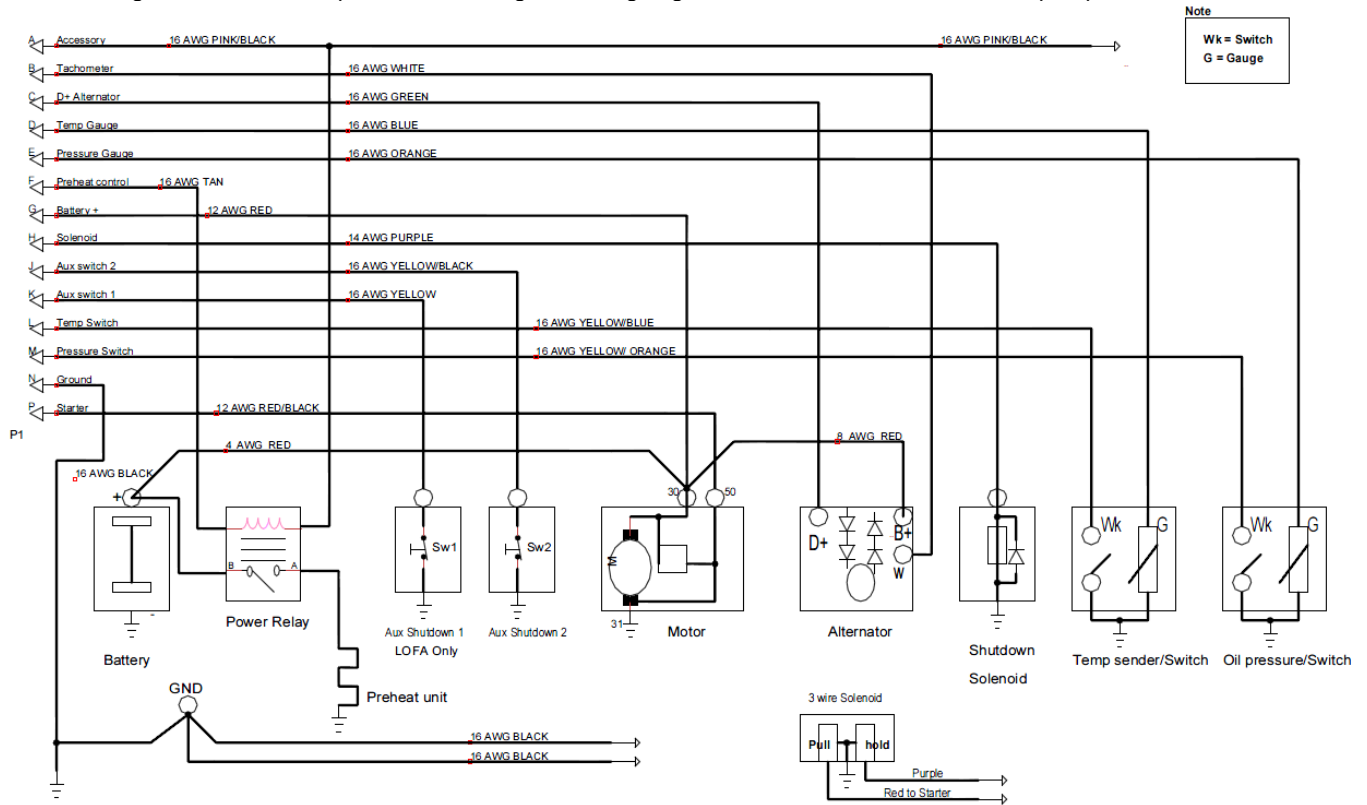 Note
Wk = Switch
G = Gauge
A Accessory 16 AWG PINK/BLACK 16 AWG PINK/BLACK
B Tachometer 16 AWG WHITE
C D+ Alternator 16 AWG GREEN
D Temp Gauge 16 AWG BLUE
E Pressure Gauge 16 AWG ORANGE
F Preheat control 16 AWG TAN
G Battery + 12 AWG RED
H Solenoid 14 AWG PURPLE
J Aux switch 2 16 AWG YELLOW/BLACK
K Aux switch 1 16 AWG YELLOW
L Temp Switch 16 AWG YELLOW/BLUE
M Pressure Switch 16 AWG YELLOW/ ORANGE
N Ground
P Starter 12 AWG RED/BLACK
P1
4 AWG RED 8 AWG RED
16 AWG BLACK
+ 30 50
Wk G Wk G
Sw1 Sw2 D+ B+
M
B A W
31
Power Relay Aux Shutdown 1 Aux Shutdown 2 Motor Alternator
LOFA Only
Battery Shutdown Temp sender/Switch Oil pressure/Switch
Solenoid
GND Preheat unit 3 wire Solenoid
16 AWG BLACK
Pull hold
16 AWG BLACK
Purple
Red to Starter